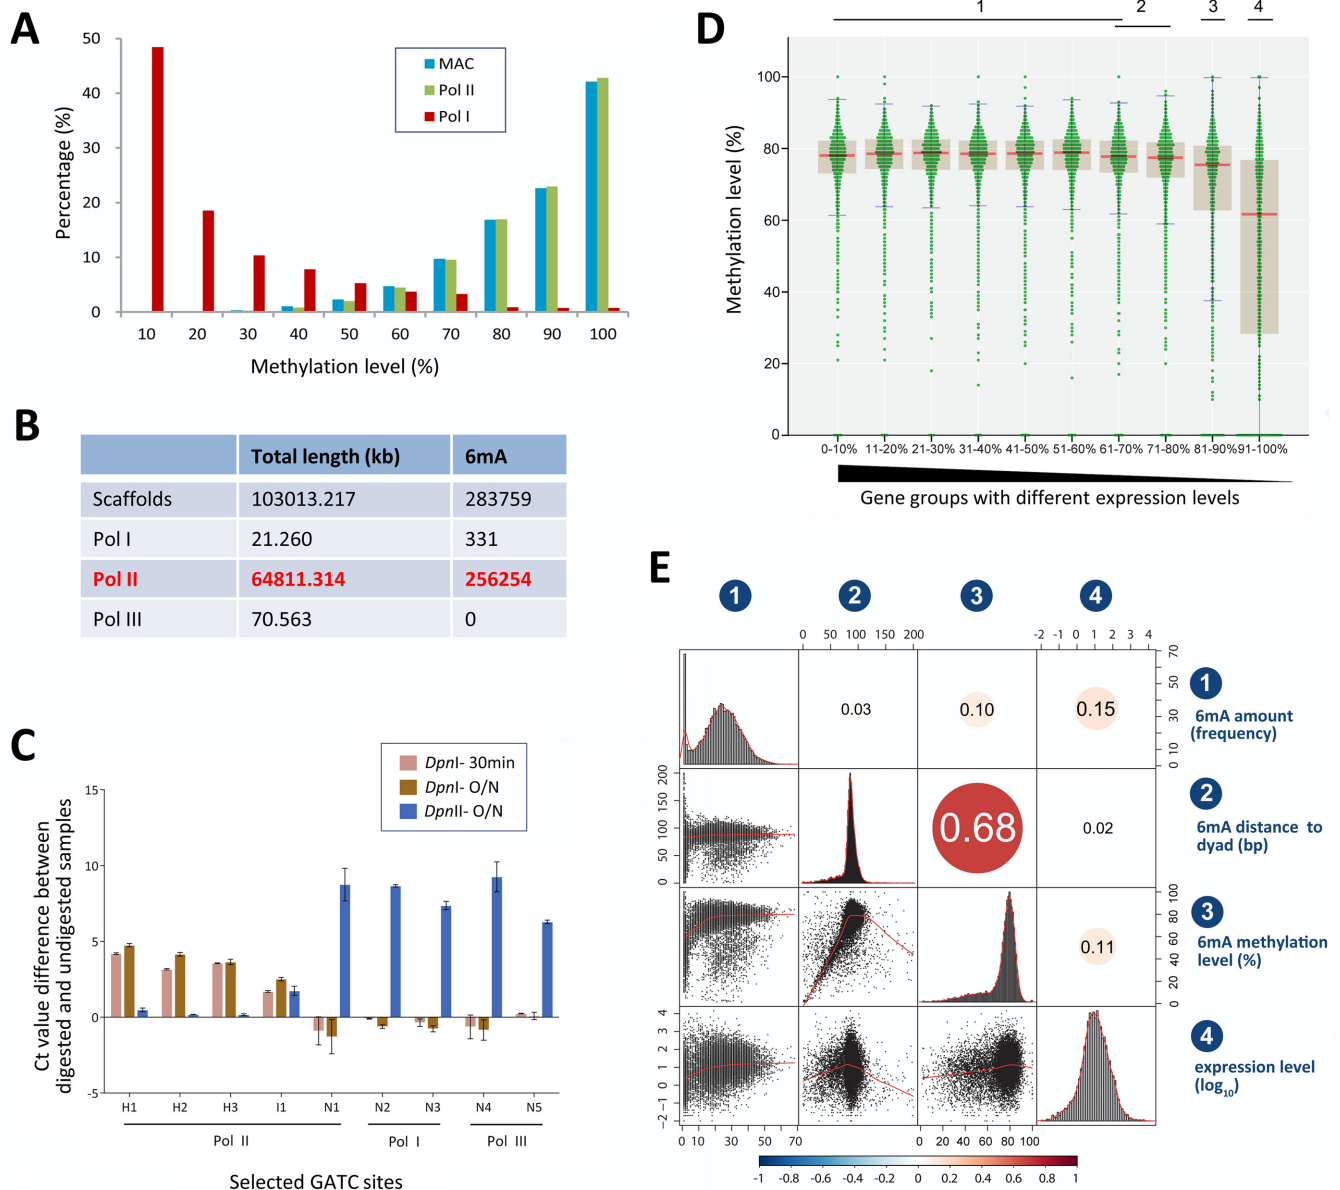 A
50
40
30
20
10
0
Percentage (%)
MAC
Pol II
Pol I
10 20 30 40 50 60 70 80 90 100
Methylation level (%)
B
Total length (kb) 6mA
Scaffolds 103013.217 283759
Pol I 21.260 331
Pol II 64811.314 256254
Pol III 70.563 0
C
DpnI- 30min
DpnI- O/N
DpnII- O/N
Ct value difference between
digested and undigested samples
15
10
5
0
-5
H1 H2 H3 I1 N1 N2 N3 N4 N5
Pol II Pol I Pol III
Selected GATC sites
D
1 2 3 4
Methylation level (%)
100
80
60
40
20
0
0-10% 11-20% 21-30% 31-40% 41-50% 51-60% 61-70% 71-80% 81-90% 91-100%
Gene groups with different expression levels
E
1 2 3 4
0 50 100 150 200
-2 -1 0 1 2 3 4
0.03 0.10 0.15
70
50
30
10
0
1
6mA amount
(frequency)
200
150
100
50
0
0.68 0.02
2
6mA distance to
dyad (bp)
0.11
100
80
60
40
20
0
3
6mA methylation
level (%)
4
3
2
1
0
-1
-2
4
expression level
(log10)
0 10 30 50 70
0 20 40 60 80 100
-1 -0.8 -0.6 -0.4 -0.2 0 0.2 0.4 0.6 0.8 1